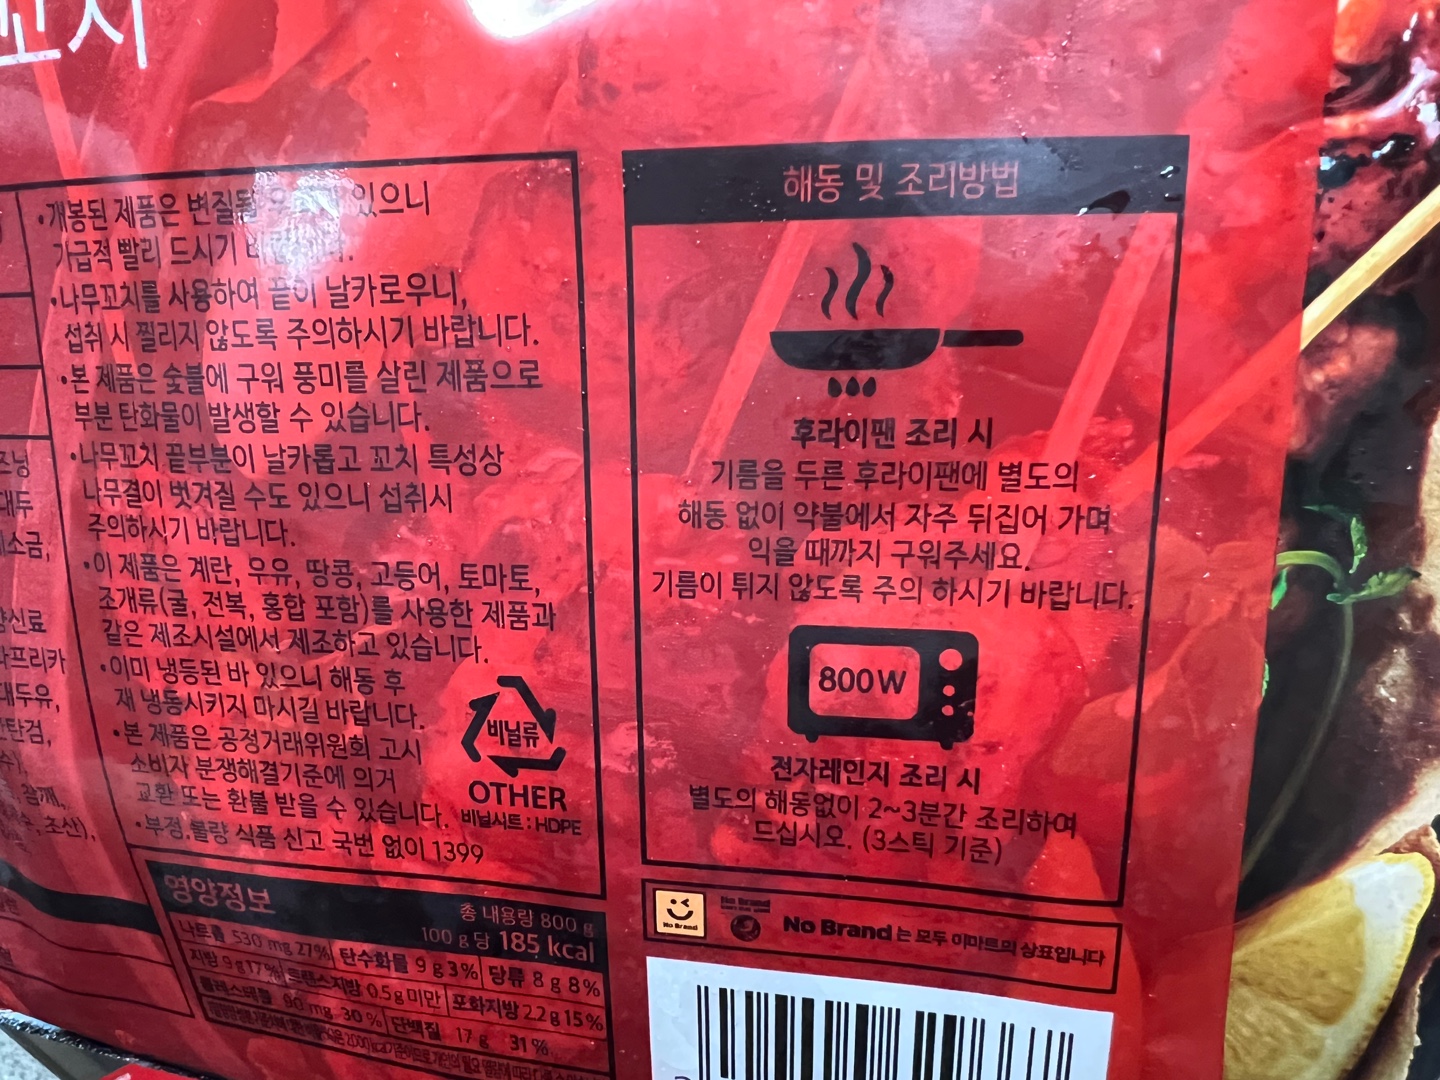 꼬치
•개봉된 제품은 변질될 있으니
가급적 빨리 드시기
•나무꼬치를 사용하여 끝이 날카로우니,
섭취 시 찔리지 않도록 주의하시기 바랍니다.
•본 제품은 숯불에 구워 풍미를 살린 제품으로
부분 탄화물이 발생할 수 있습니다.
•나무꼬치 끝부분이 날카롭고 꼬치 특성상
나무결이 벗겨질 수도 있으니 섭취시
주의하시기 바랍니다.
•이 제품은 계란, 우유, 땅콩, 고등어, 토마토,
조개류(굴, 전복, 홍합 포함)를 사용한 제품과
같은 제조시설에서 제조하고 있습니다.
•이미 냉동된 바 있으니 해동 후
재 냉동시키지 마시길 바랍니다.
•본 제품은 공정거래위원회 고시
소비자 분쟁해결기준에 의거
교환 또는 환불 받을 수 있습니다.
•부정.불량 식품 신고 국번 없이 1399
비닐류
OTHER
비닐시트 : HDPE
대두
소금,
향신료
대두유,
잔탄검,
참깨,
초산),
영양정보
총 내용량 800 g
100 g 당 185 kcal
나트륨 530 mg 27% 탄수화물 9 g 3% 당류 8 g 8%
지방 9 g 17% 트랜스지방 0.5 g 미만 포화지방 2.2 g 15%
콜레스테롤 90 mg 30 % 단백질 17 g 31 %
해동 및 조리방법
후라이팬 조리 시
기름을 두른 후라이팬에 별도의
해동 없이 약불에서 자주 뒤집어 가며
익을 때까지 구워주세요.
기름이 튀지 않도록 주의 하시기 바랍니다.
800W
전자레인지 조리 시
별도의 해동없이 2~3분간 조리하여
드십시오. (3스틱 기준)
No Brand
No Brand
No Brand 는 모두 이마트의 상표입니다